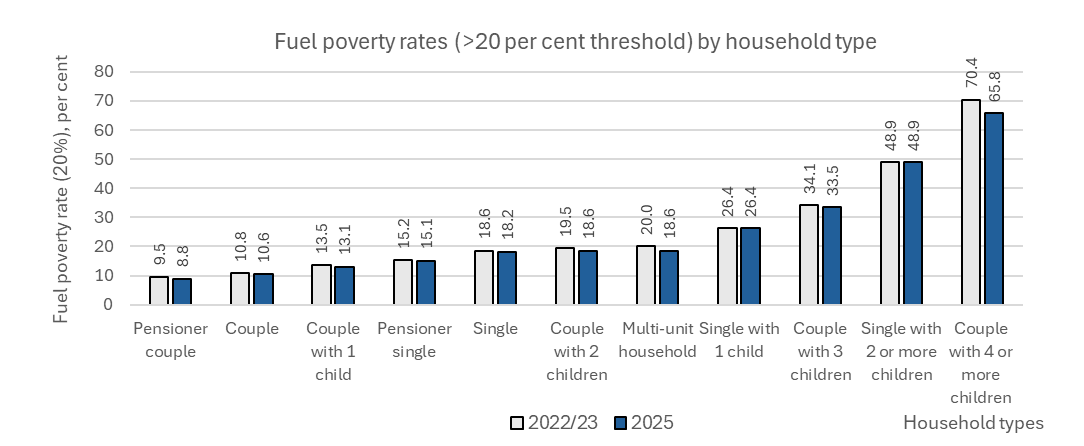 Fuel poverty rates (>20 per cent threshold) by household type
Fuel poverty rate (20%), per cent
80
70
60
50
40
30
20
10
0
9.5
8.8
10.8
10.6
13.5
13.1
15.2
15.1
18.6
18.2
19.5
18.6
20.0
18.6
26.4
26.4
34.1
33.5
48.9
48.9
70.4
65.8
Pensioner
couple
Couple
Couple
with 1
child
Pensioner
single
Single
Couple
with 2
children
Multi-unit
household
Single with
1 child
Couple
with 3
children
Single with
2 or more
children
Couple
with 4 or
more
children
2022/23
2025
Household types